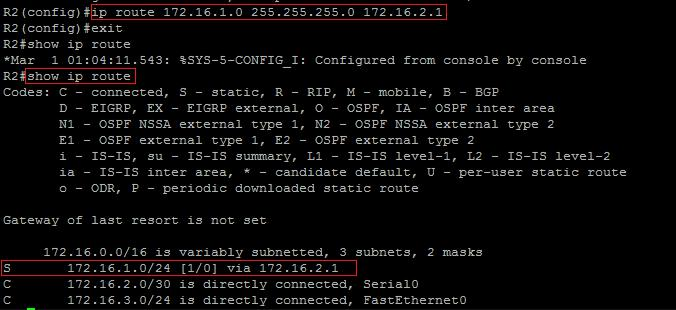 R2(config)#ip route 172.16.1.0 255.255.255.0 172.16.2.1
R2(config)#exit
R2#show ip route
*Mar  1 01:04:11.543: %SYS-5-CONFIG_I: Configured from console by console
R2#show ip route
Codes: C - connected, S - static, R - RIP, M - mobile, B - BGP
       D - EIGRP, EX - EIGRP external, O - OSPF, IA - OSPF inter area
       N1 - OSPF NSSA external type 1, N2 - OSPF NSSA external type 2
       E1 - OSPF external type 1, E2 - OSPF external type 2
       i - IS-IS, su - IS-IS summary, L1 - IS-IS level-1, L2 - IS-IS level-2
       ia - IS-IS inter area, * - candidate default, U - per-user static route
       o - ODR, P - periodic downloaded static route
Gateway of last resort is not set
     172.16.0.0/16 is variably subnetted, 3 subnets, 2 masks
S       172.16.1.0/24 [1/0] via 172.16.2.1
C       172.16.2.0/30 is directly connected, Serial0
C       172.16.3.0/24 is directly connected, FastEthernet0